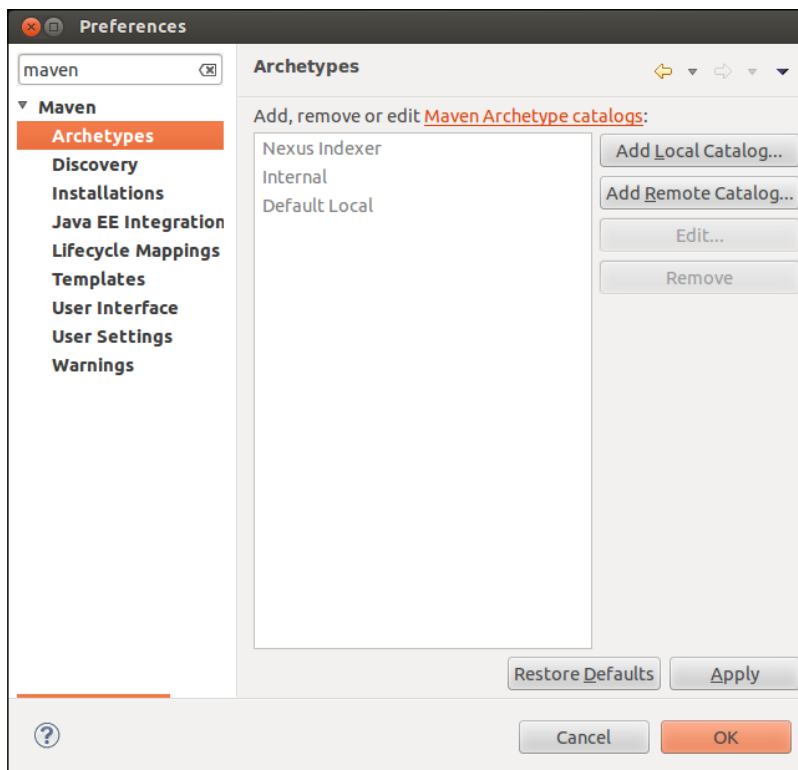 Preferences
maven
Maven
Archetypes
Discovery
Installations
Java EE Integration
Lifecycle Mappings
Templates
User Interface
User Settings
Warnings
Archetypes
Add, remove or edit Maven Archetype catalogs:
Nexus Indexer
Internal
Default Local
Add Local Catalog...
Add Remote Catalog...
Edit...
Remove
Restore Defaults
Apply
?
Cancel
OK